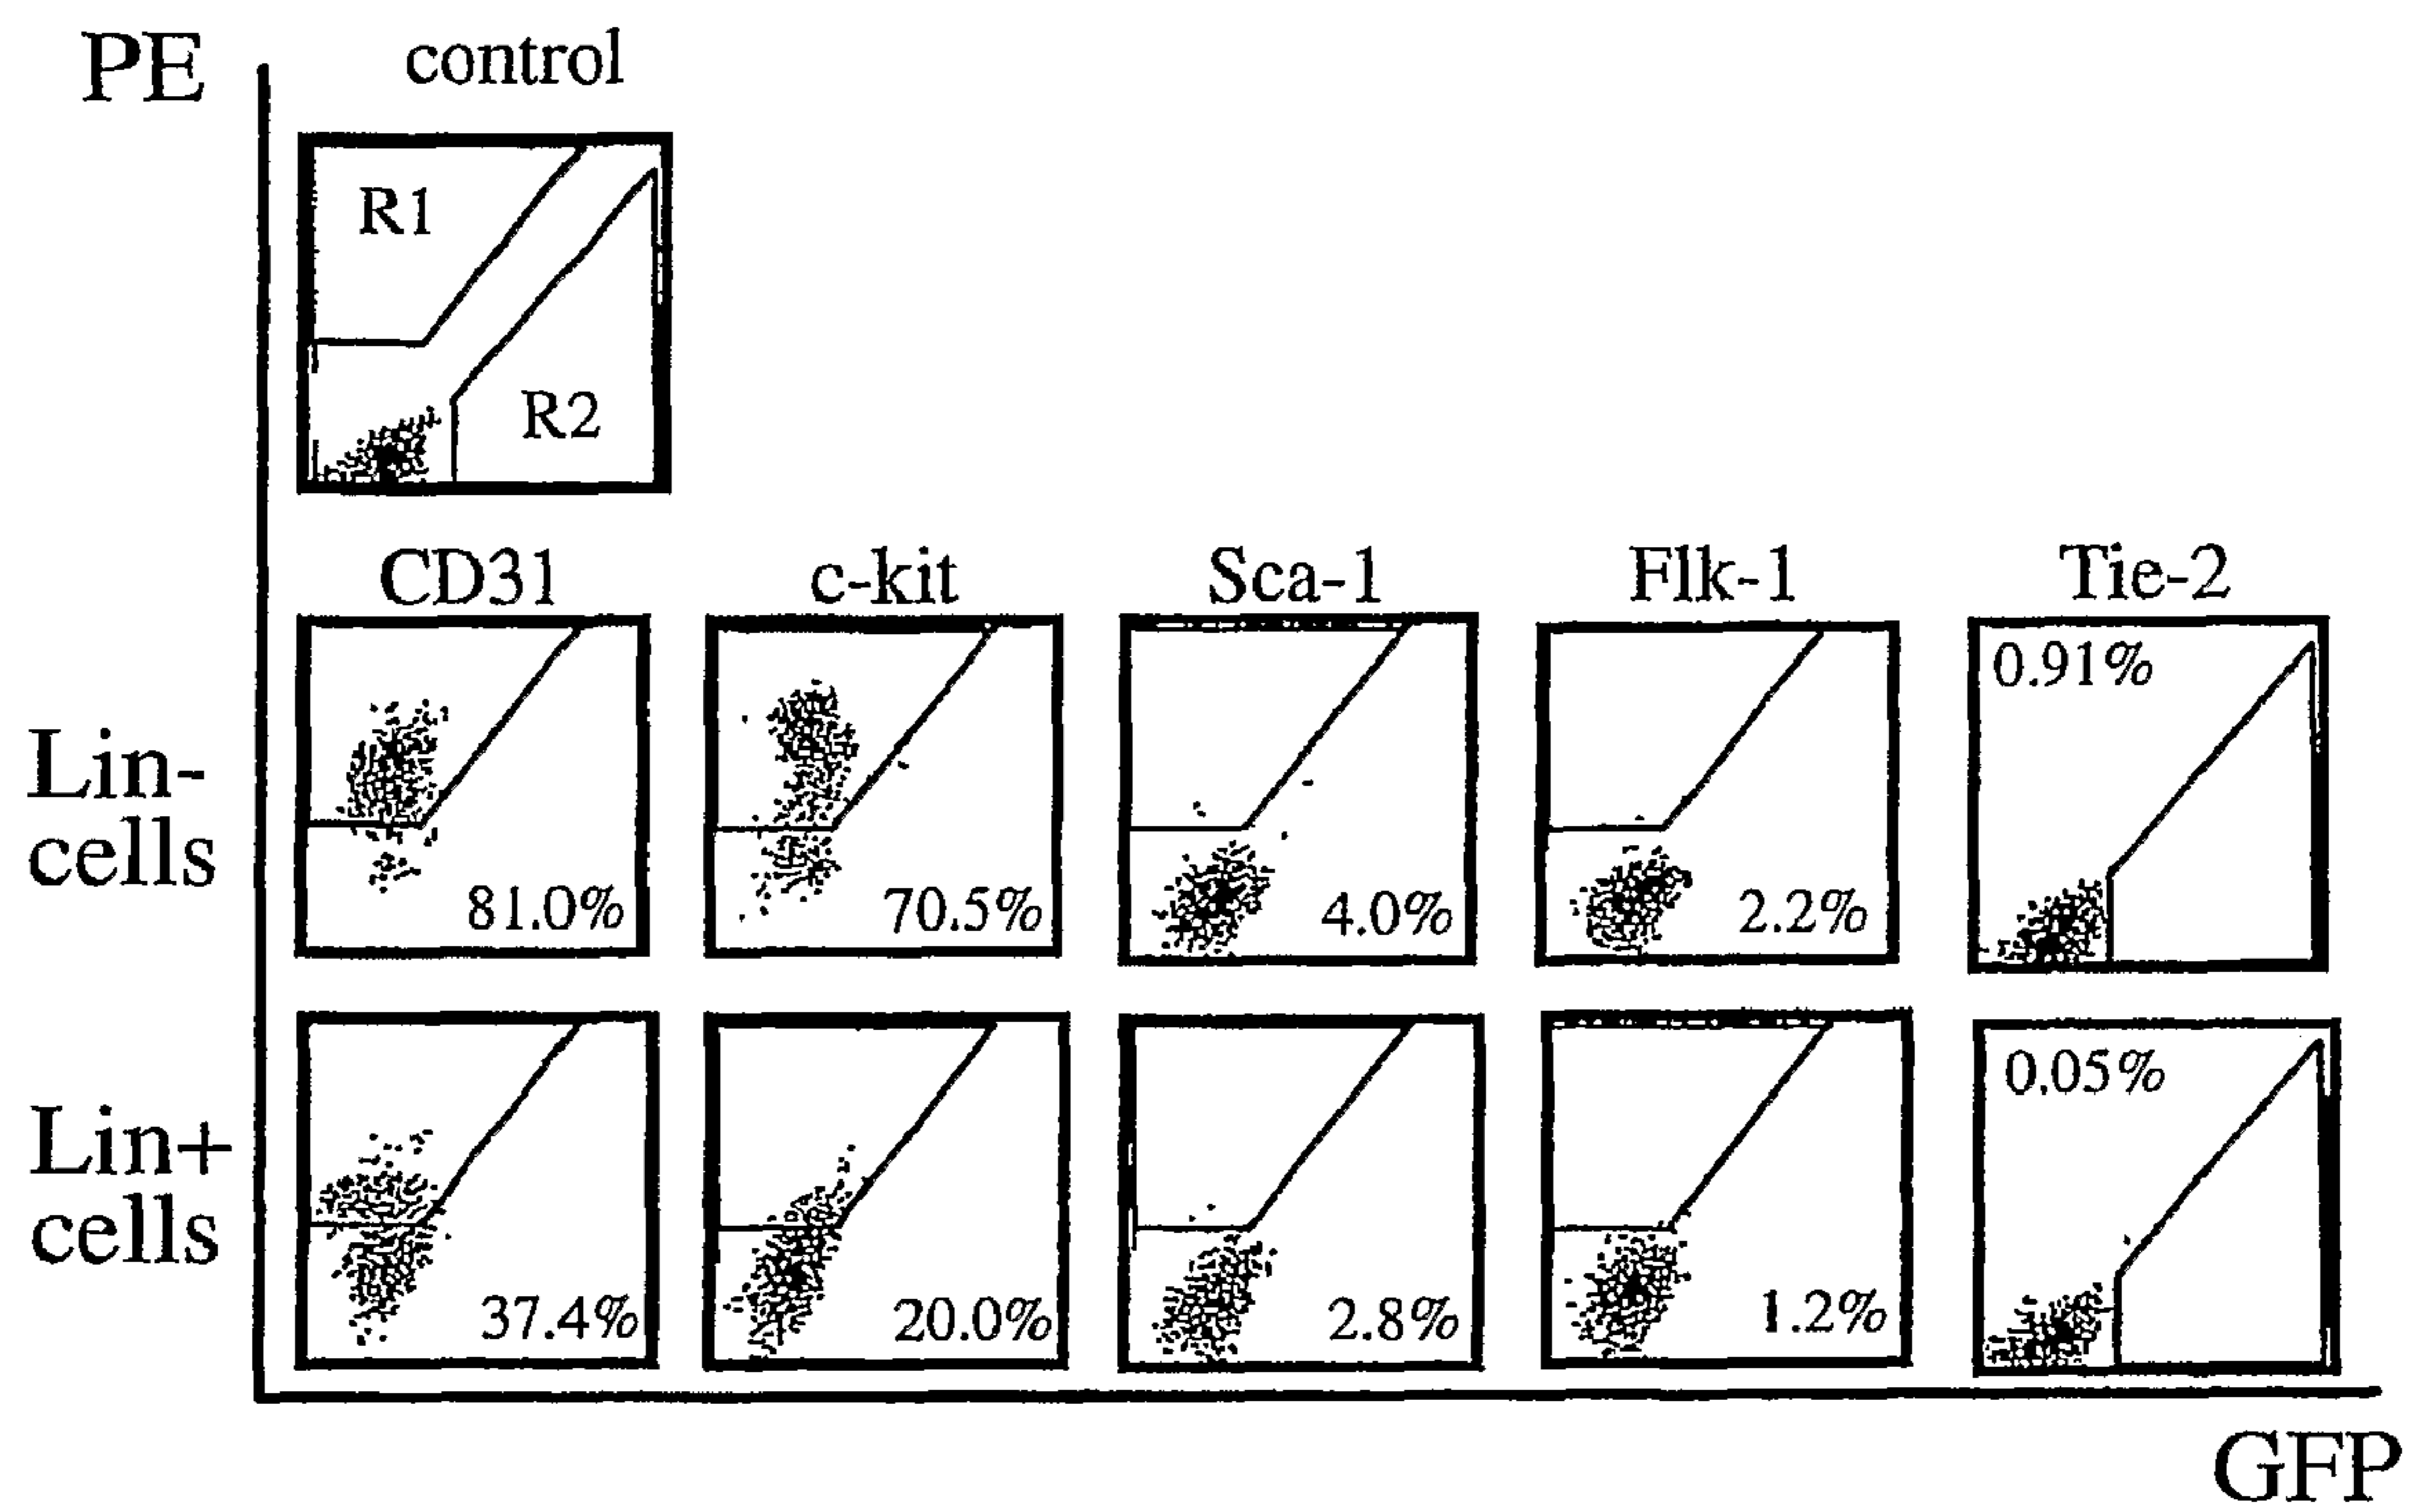 PE
control
R1
R2
CD31
c-kit
Sca-1
Flk-1
Tie-2
Lin-
cells
81.0%
70.5%
4.0%
2.2%
0.91%
Lin+
cells
37.4%
20.0%
2.8%
1.2%
0.05%
GFP